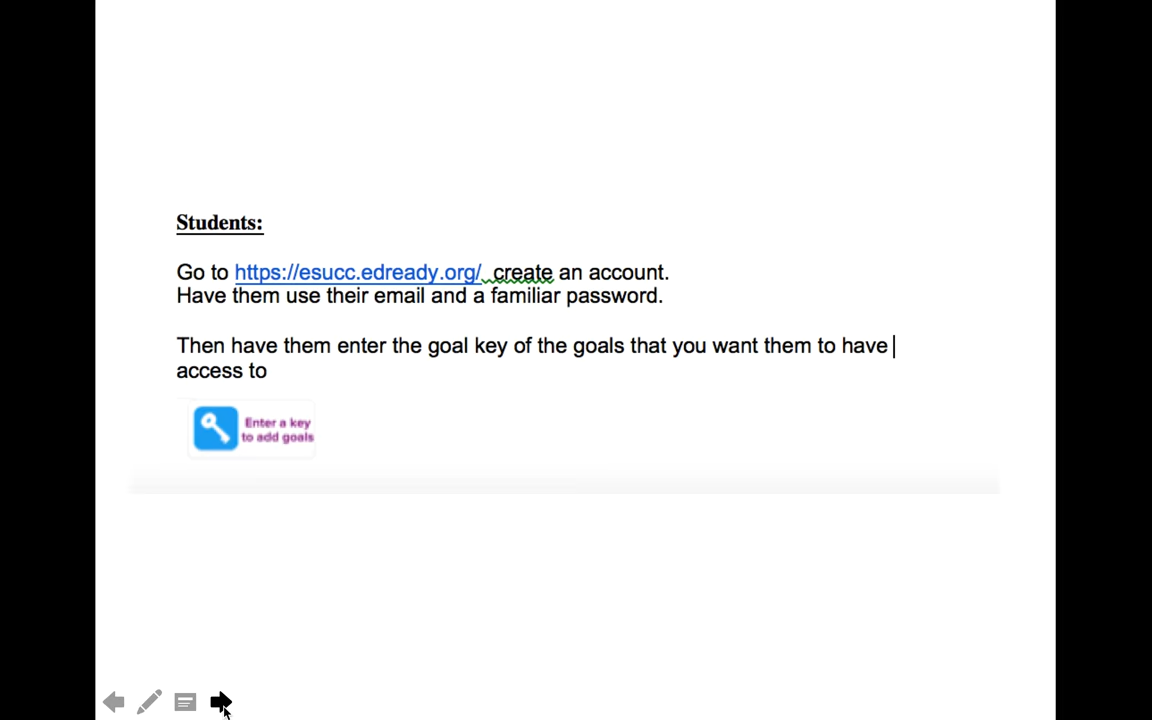 Students:
Go to https://esucc.edready.org/ create an account.
Have them use their email and a familiar password.
Then have them enter the goal key of the goals that you want them to have
access to
Enter a key
to add goals